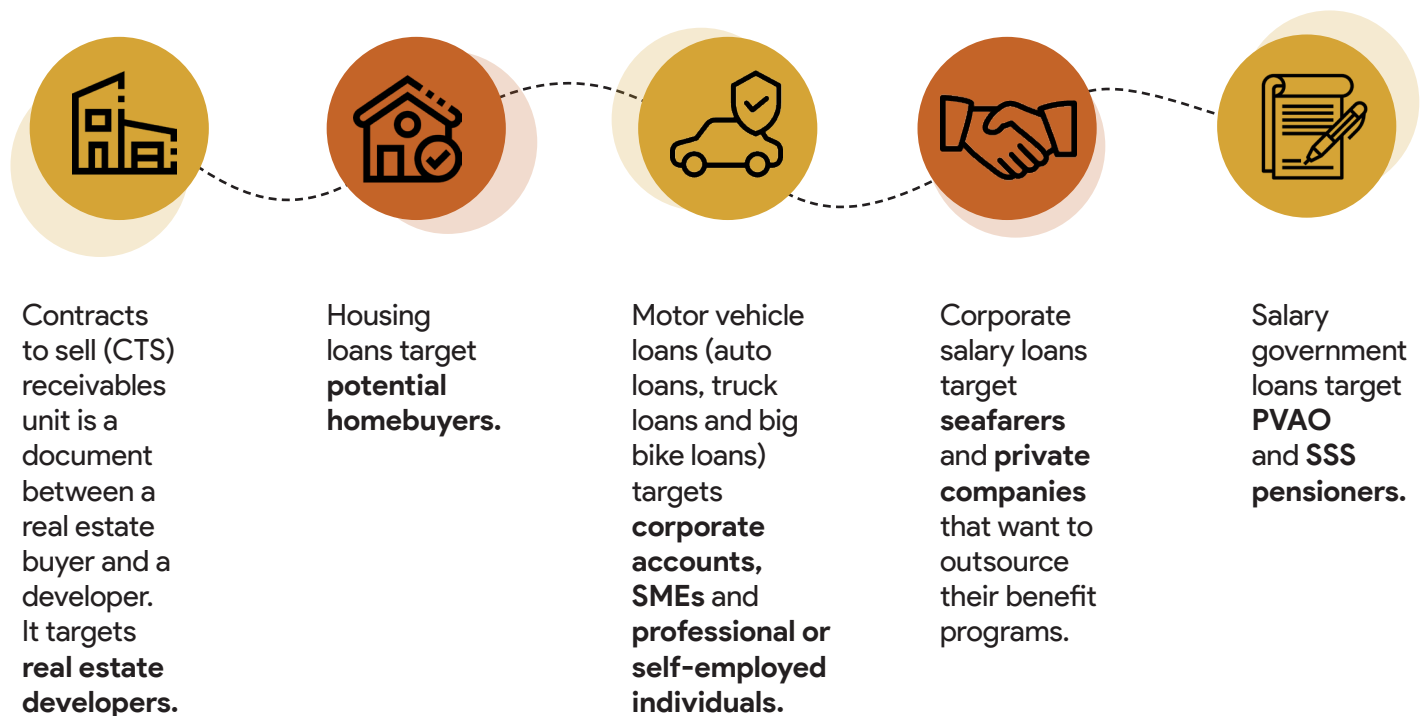 Contracts
to sell (CTS)
receivables
unit is a
document
between a
real estate
buyer and a
developer.
It targets
real estate
developers.
Housing
loans target
potential
homebuyers.
Motor vehicle
loans (auto
loans, truck
loans and big
bike loans)
targets
corporate
accounts,
SMEs and
professional or
self-employed
individuals.
Corporate
salary loans
target
seafarers
and private
companies
that want to
outsource
their benefit
programs.
Salary
government
loans target
PVAO
and SSS
pensioners.